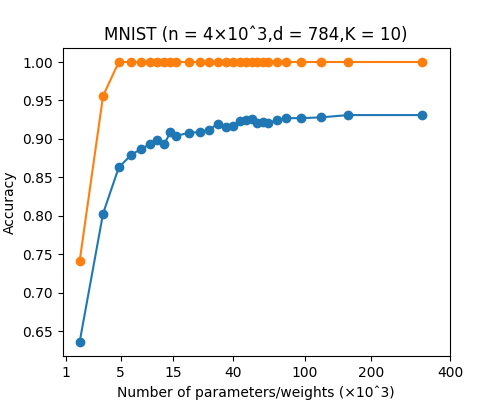 MNIST (n = 4×10ˆ3,d = 784,K = 10)
1.00
0.95
0.90
0.85
0.80
0.75
0.70
0.65
Accuracy
1 5 15 40 100 200 400
Number of parameters/weights (×10ˆ3)